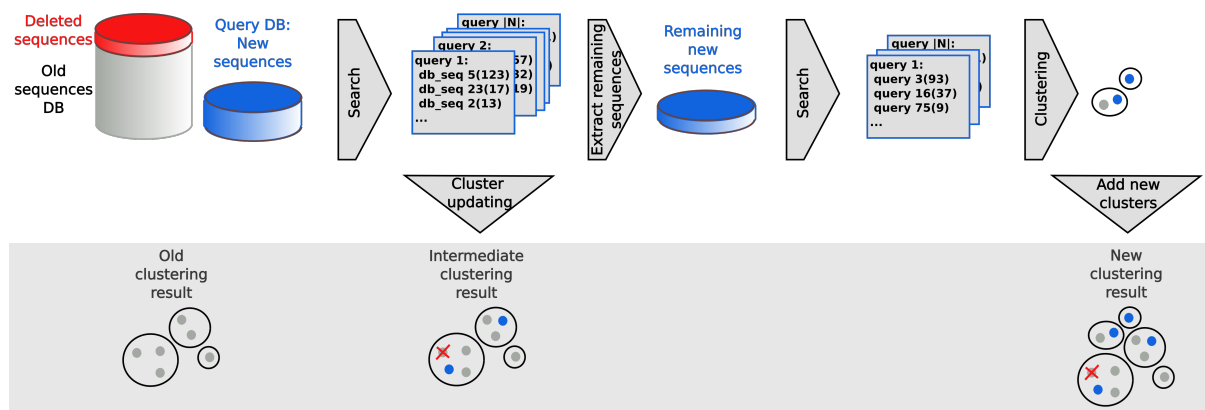 Deleted
sequences
Old
sequences
DB
Query DB:
New
sequences
Search
query |N|:
query 2:
57)
32)
19)
query 1:
db_seq 5(123)
db_seq 23(17)
db_seq 2(13)
...
Extract remaining
sequences
Remaining
new
sequences
Search
query |N|:
query 1:
query 3(93)
query 16(37)
query 75(9)
...
Clustering
Cluster
updating
Add new
clusters
Old
clustering
result
Intermediate
clustering
result
New
clustering
result